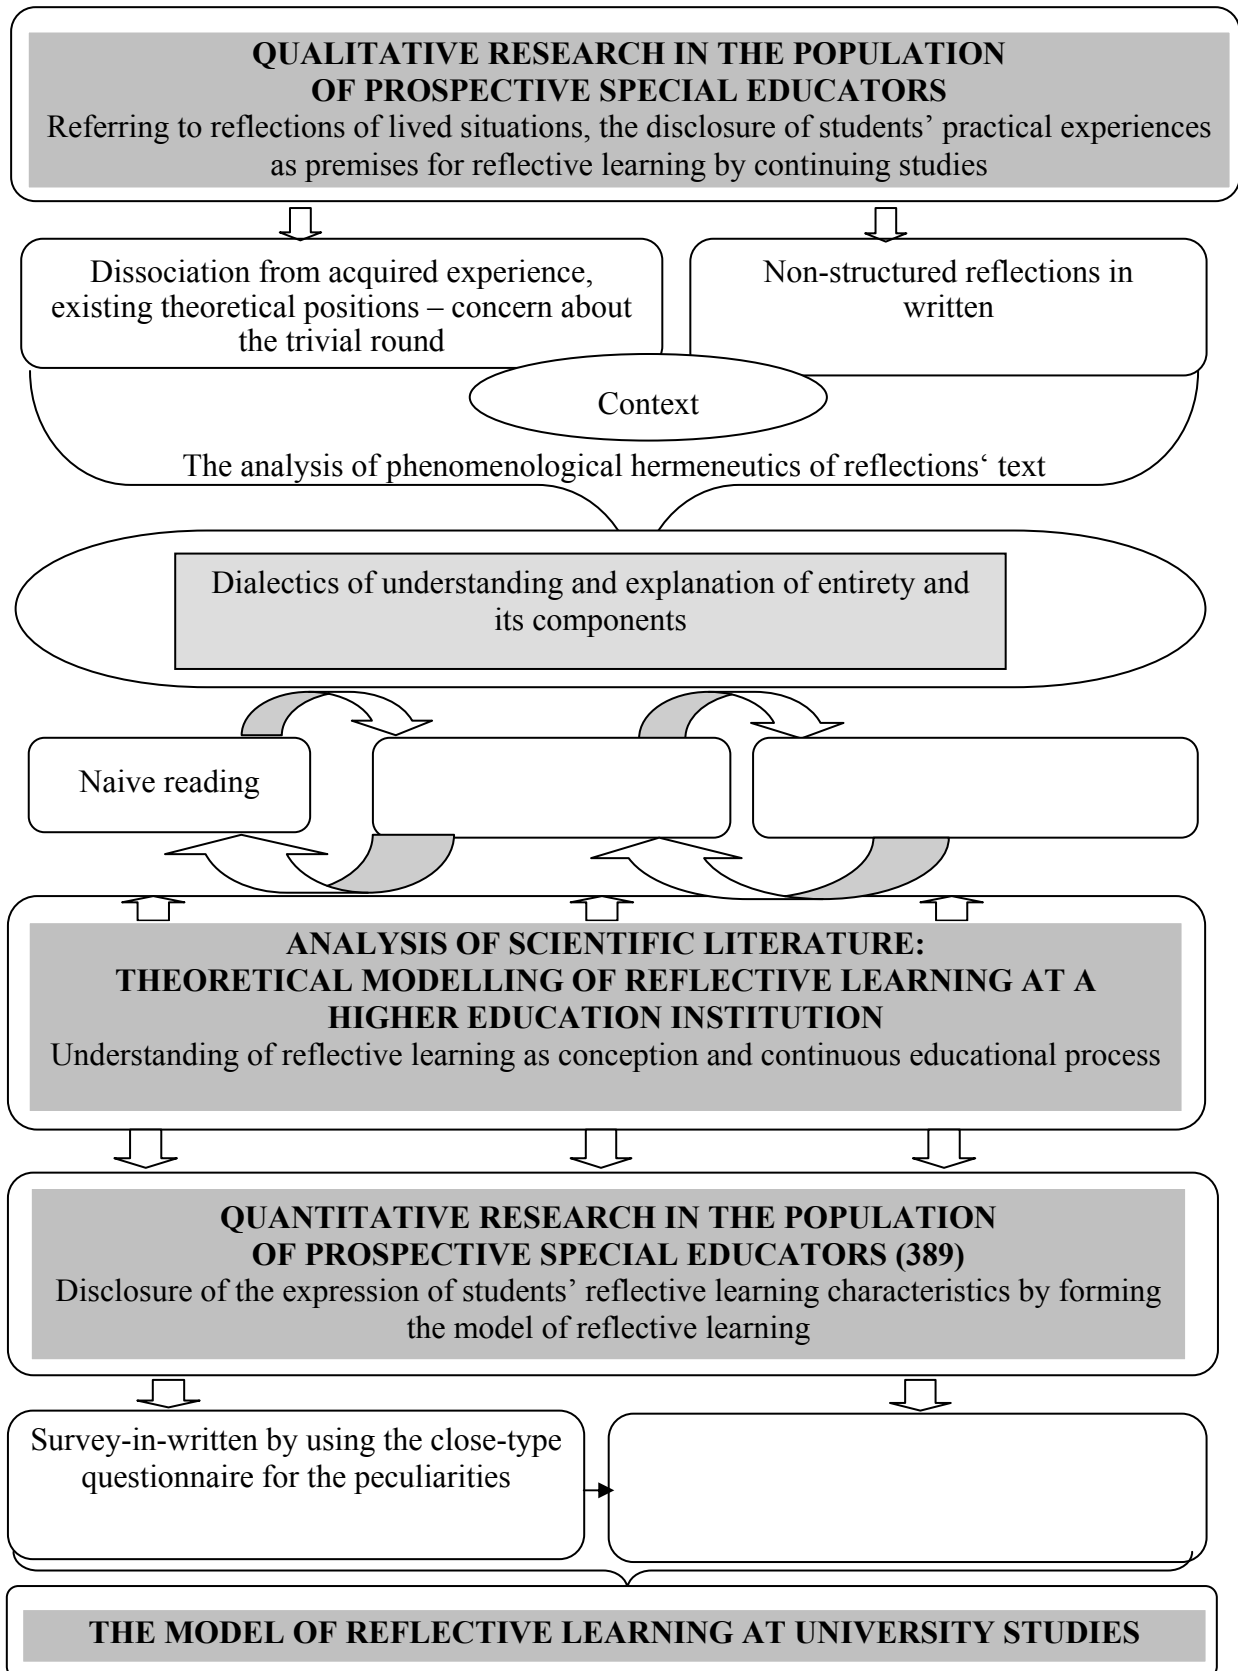 QUALITATIVE RESEARCH IN THE POPULATION
OF PROSPECTIVE SPECIAL EDUCATORS
Referring to reflections of lived situations, the disclosure of students’ practical experiences
as premises for reflective learning by continuing studies
Dissociation from acquired experience,
existing theoretical positions – concern about
the trivial round
Non-structured reflections in
written
Context
The analysis of phenomenological hermeneutics of reflections‘ text
Dialectics of understanding and explanation of entirety and
its components
Naive reading
ANALYSIS OF SCIENTIFIC LITERATURE:
THEORETICAL MODELLING OF REFLECTIVE LEARNING AT A
HIGHER EDUCATION INSTITUTION
Understanding of reflective learning as conception and continuous educational process
QUANTITATIVE RESEARCH IN THE POPULATION
OF PROSPECTIVE SPECIAL EDUCATORS (389)
Disclosure of the expression of students’ reflective learning characteristics by forming
the model of reflective learning
Survey-in-written by using the close-type
questionnaire for the peculiarities
THE MODEL OF REFLECTIVE LEARNING AT UNIVERSITY STUDIES